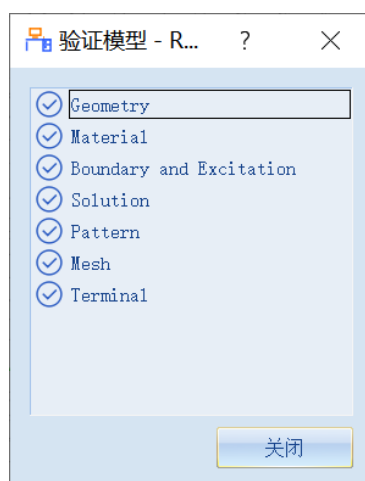 验证模型 - R... ?
Geometry
Material
Boundary and Excitation
Solution
Pattern
Mesh
Terminal
关闭